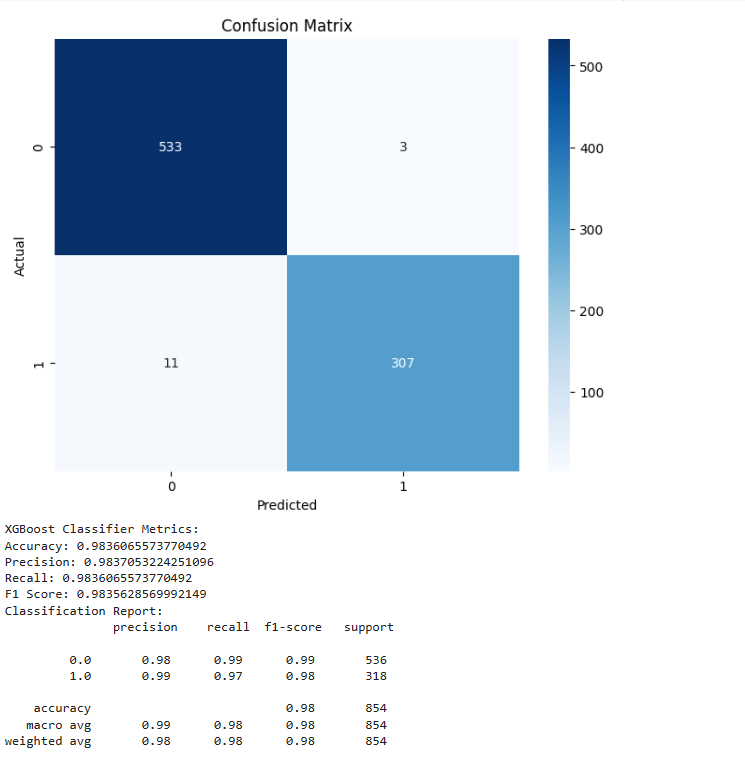 Confusion Matrix
500
400
300
200
100
Actual
0
1
533
3
11
307
0
1
Predicted
XGBoost Classifier Metrics:
Accuracy: 0.9836065573770492
Precision: 0.9837053224251096
Recall: 0.9836065573770492
F1 Score: 0.9835628569992149
Classification Report:
precision recall f1-score support
0.0 0.98 0.99 0.99 536
1.0 0.99 0.97 0.98 318
accuracy 0.98 854
macro avg 0.99 0.98 0.98 854
weighted avg 0.98 0.98 0.98 854